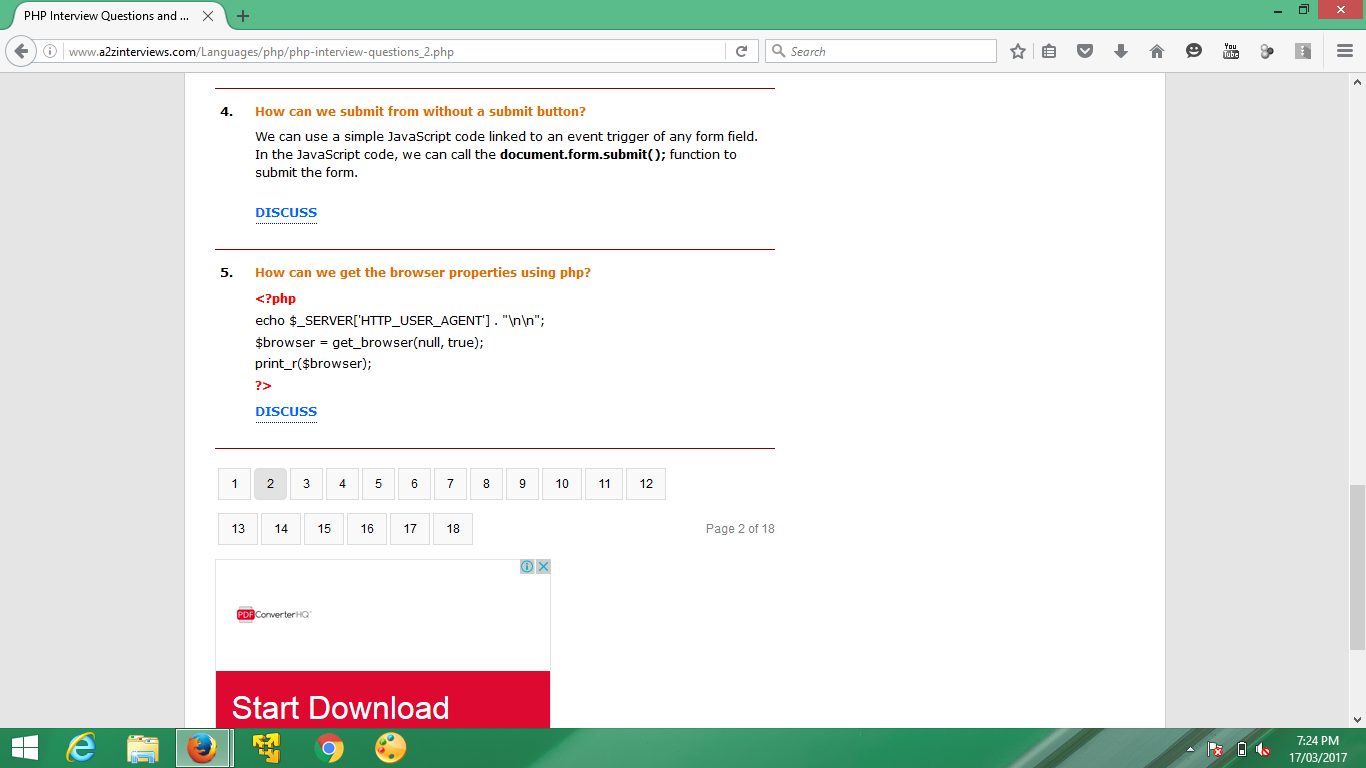 PHP Interview Questions and ...
www.a2zinterviews.com/Languages/php/php-interview-questions_2.php
Search
You Tube
4. How can we submit from without a submit button?
We can use a simple JavaScript code linked to an event trigger of any form field.
In the JavaScript code, we can call the document.form.submit(); function to
submit the form.
DISCUSS
5. How can we get the browser properties using php?
<?php
echo $_SERVER['HTTP_USER_AGENT'] . "\n\n";
$browser = get_browser(null, true);
print_r($browser);
?>
DISCUSS
1 2 3 4 5 6 7 8 9 10 11 12
13 14 15 16 17 18 Page 2 of 18
PDF ConverterHQ™
Start Download
7:24 PM
17/03/2017